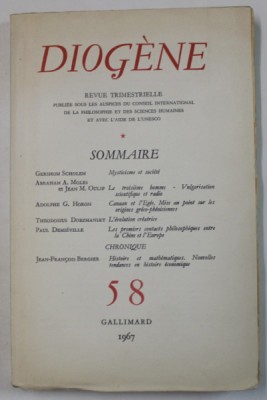 DIOGÈNE
REVUE TRIMESTRIELLE
PUBLIÉE SOUS LES AUSPICES DU CONSEIL INTERNATIONAL
DE LA PHILOSOPHIE ET DES SCIENCES HUMAINES
ET AVEC L'AIDE DE L'UNESCO
SOMMAIRE
GERSHOM SCHOLEM Mysticisme et société
ABRAHAM A. MOLES
et JEAN M. OULIF Le troisième homme - Vulgarisation
scientifique et radio
ADOLPHE G. HORON Canaan et l'Egée. Mise au point sur les
origines gréco-phéniciennes
THEODOSIUS DOBZHANSKY L'évolution créatrice
PAUL DEMIÉVILLE Les premiers contacts philosophiques entre
la Chine et l'Europe
CHRONIQUE
JEAN-FRANÇOIS BERGIER Histoire et mathématiques. Nouvelles
tendances en histoire économique
58
GALLIMARD
1967